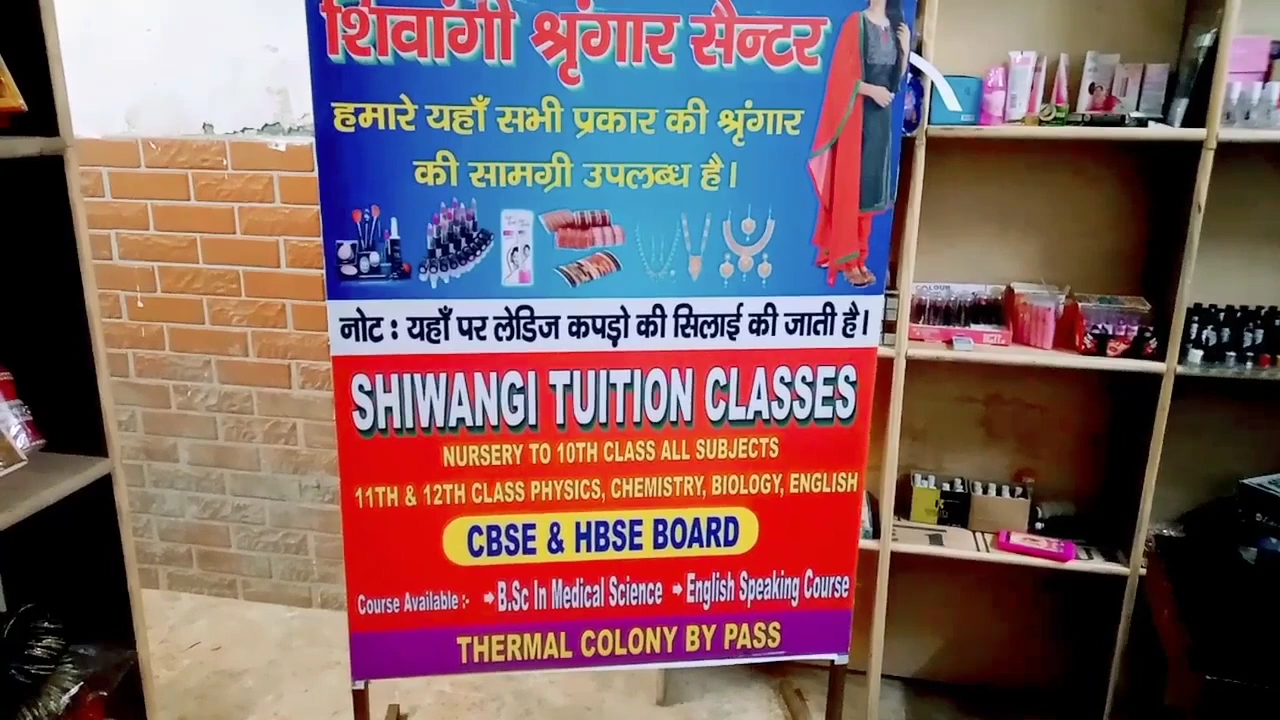 शिवांगी श्रृंगार सैन्टर
हमारे यहाँ सभी प्रकार की श्रृंगार
की सामग्री उपलब्ध है।
नोट : यहाँ पर लेडिज कपड़ो की सिलाई की जाती है।
SHIWANGI TUITION CLASSES
NURSERY TO 10TH CLASS ALL SUBJECTS
11TH & 12TH CLASS PHYSICS, CHEMISTRY, BIOLOGY, ENGLISH
CBSE & HBSE BOARD
Course Available :- ➡B.Sc In Medical Science ➡English Speaking Course
THERMAL COLONY BY PASS